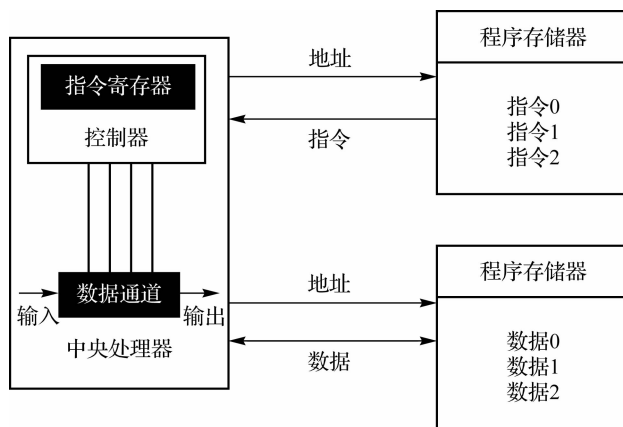 指令寄存器
控制器
数据通道
输入
输出
中央处理器
地址
指令
程序存储器
指令0
指令1
指令2
地址
数据
程序存储器
数据0
数据1
数据2